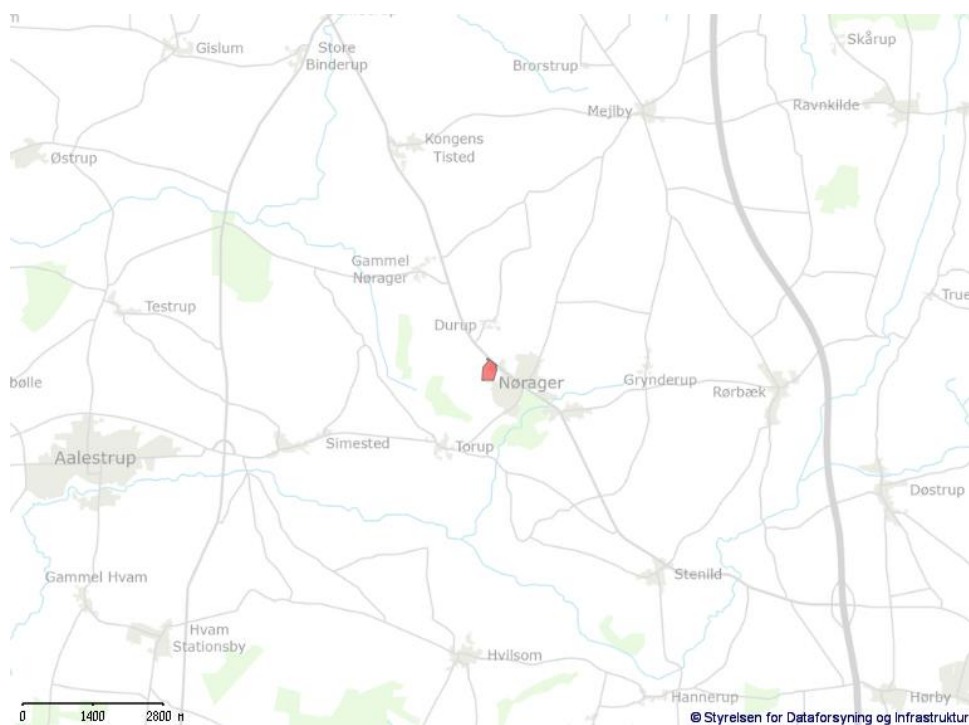 Gislum
Store
Binderup
Skårup
Brorstrup
Ravnkilde
Mejlby
Kongens
Tisted
Østrup
Gammel
Nørager
True
Testrup
Durup
bølle
Nørager
Grynderup
Rørbæk
Simested
Torup
Aalestrup
Døstrup
Stenild
Gammel Hvam
Hvam
Stationsby
Hvilsom
Hannerup
Hørby
0 1400 2800 M
© Styrelsen for Dataforsyning og Infrastruktur